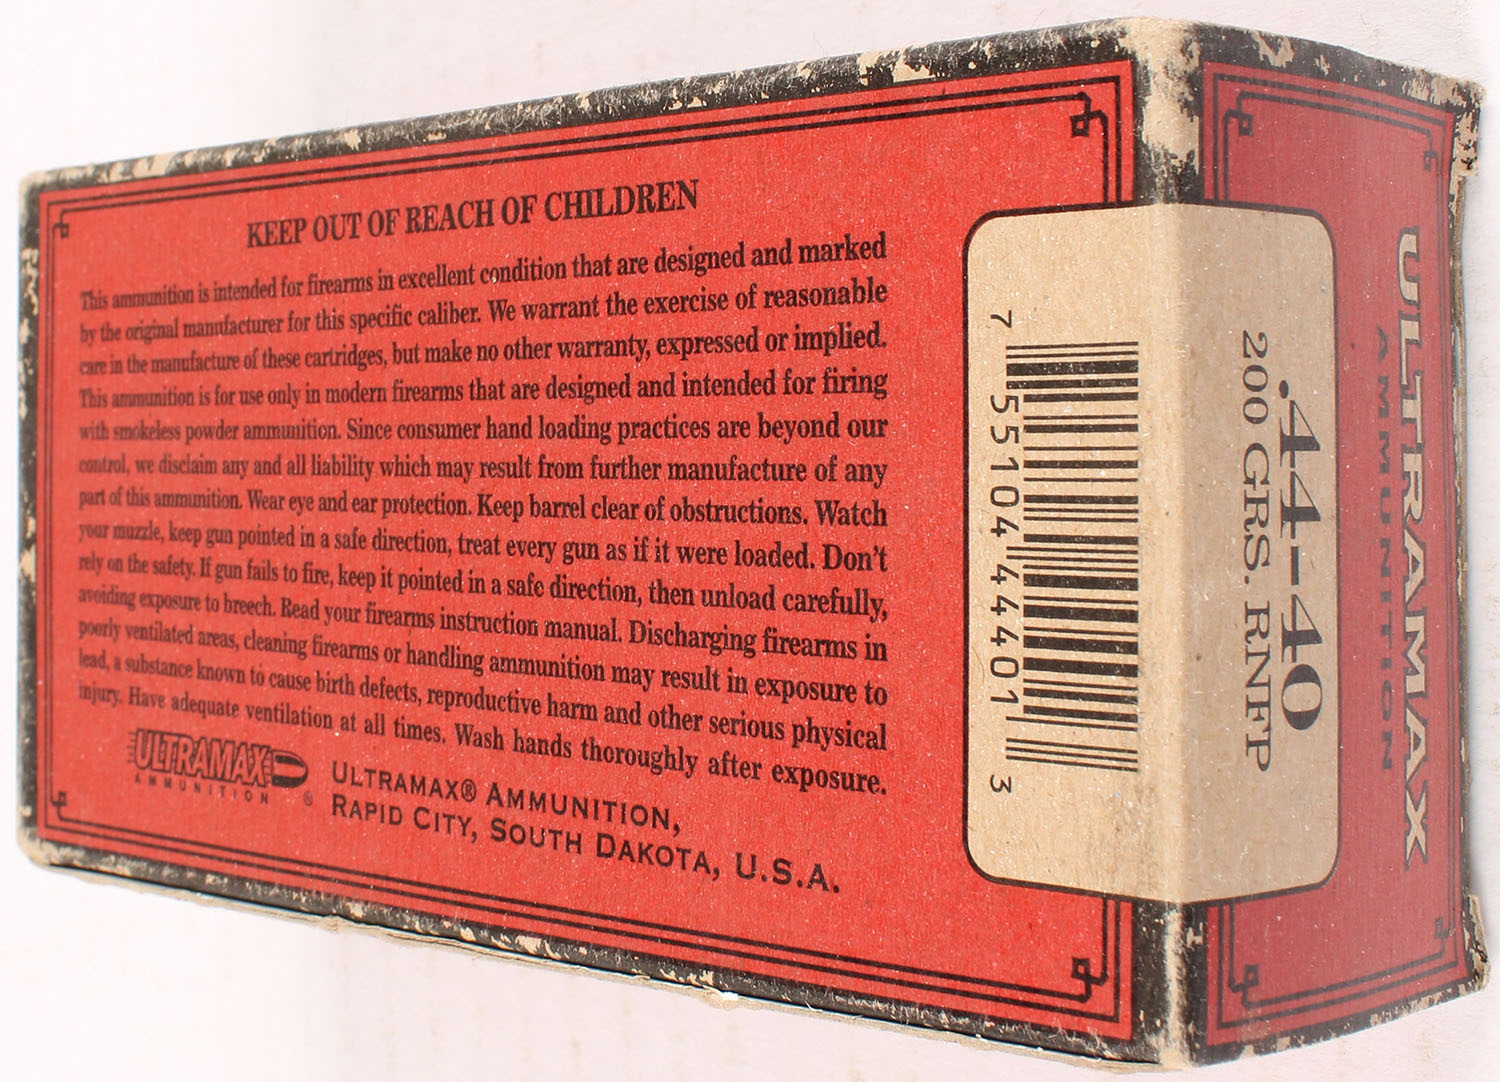 KEEP OUT OF REACH OF CHILDREN
This ammunition is intended for firearms in excellent condition that are designed and marked
by the original manufacturer for this specific caliber. We warrant the exercise of reasonable
care in the manufacture of these cartridges, but make no other warranty, expressed or implied.
This ammunition is for use only in modern firearms that are designed and intended for firing
with smokeless powder ammunition. Since consumer hand loading practices are beyond our
control, we disclaim any and all liability which may result from further manufacture of any
part of this ammunition. Wear eye and ear protection. Keep barrel clear of obstructions. Watch
your muzzle, keep gun pointed in a safe direction, treat every gun as if it were loaded. Don't
rely on the safety. If gun fails to fire, keep it pointed in a safe direction, then unload carefully,
avoiding exposure to breech. Read your firearms instruction manual. Discharging firearms in
poorly ventilated areas, cleaning firearms or handling ammunition may result in exposure to
lead, a substance known to cause birth defects, reproductive harm and other serious physical
injury. Have adequate ventilation at all times. Wash hands thoroughly after exposure.
ULTRAMAX
AMMUNITION ®
ULTRAMAX® AMMUNITION,
RAPID CITY, SOUTH DAKOTA, U.S.A.
7 55104 44401 3
ULTRAMAX
AMMUNITION
.44-40
200 GRS. RNFP